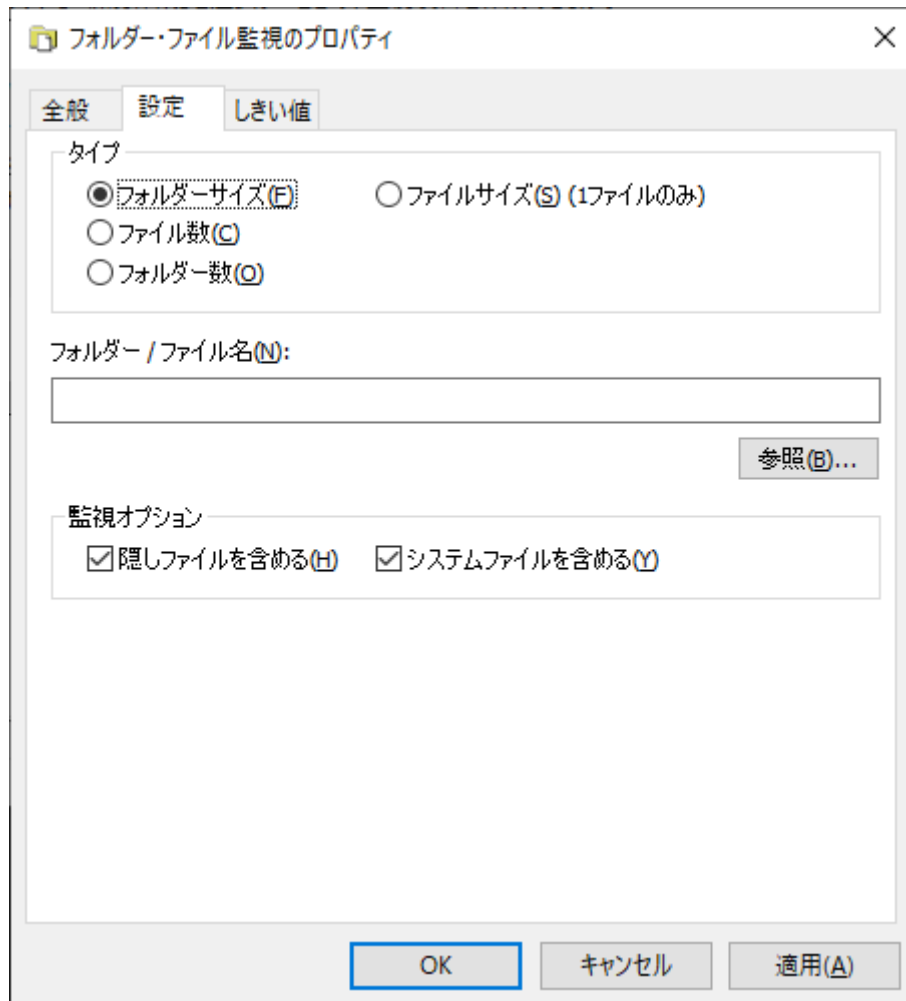 フォルダー・ファイル監視のプロパティ
全般 設定 しきい値
タイプ
フォルダーサイズ(F) ファイルサイズ(S) (1ファイルのみ)
ファイル数(C)
フォルダー数(O)
フォルダー / ファイル名(N):
参照(B)...
監視オプション
隠しファイルを含める(H) システムファイルを含める(Y)
OK キャンセル 適用(A)